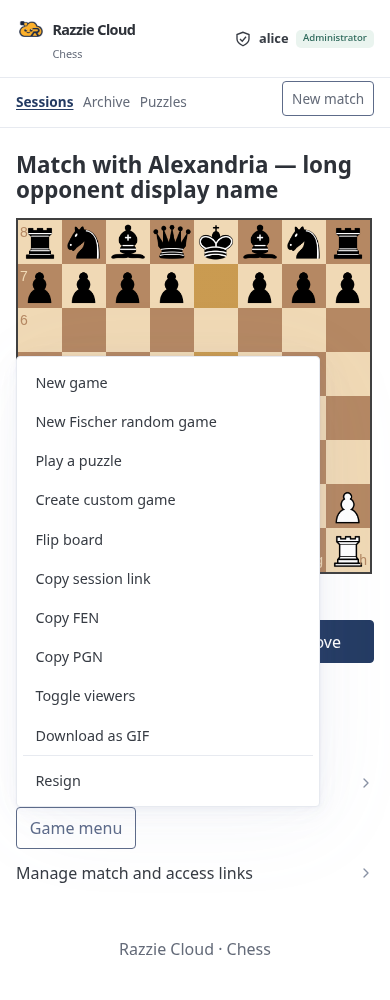 Razzie Cloud
Chess
alice
Administrator
Sessions
Archive
Puzzles
New match
Match with Alexandria — long
opponent display name
8
7
6
New game
New Fischer random game
Play a puzzle
Create custom game
Flip board
Copy session link
Copy FEN
Copy PGN
Toggle viewers
Download as GIF
Resign
h
Game menu
Manage match and access links
Razzie Cloud · Chess